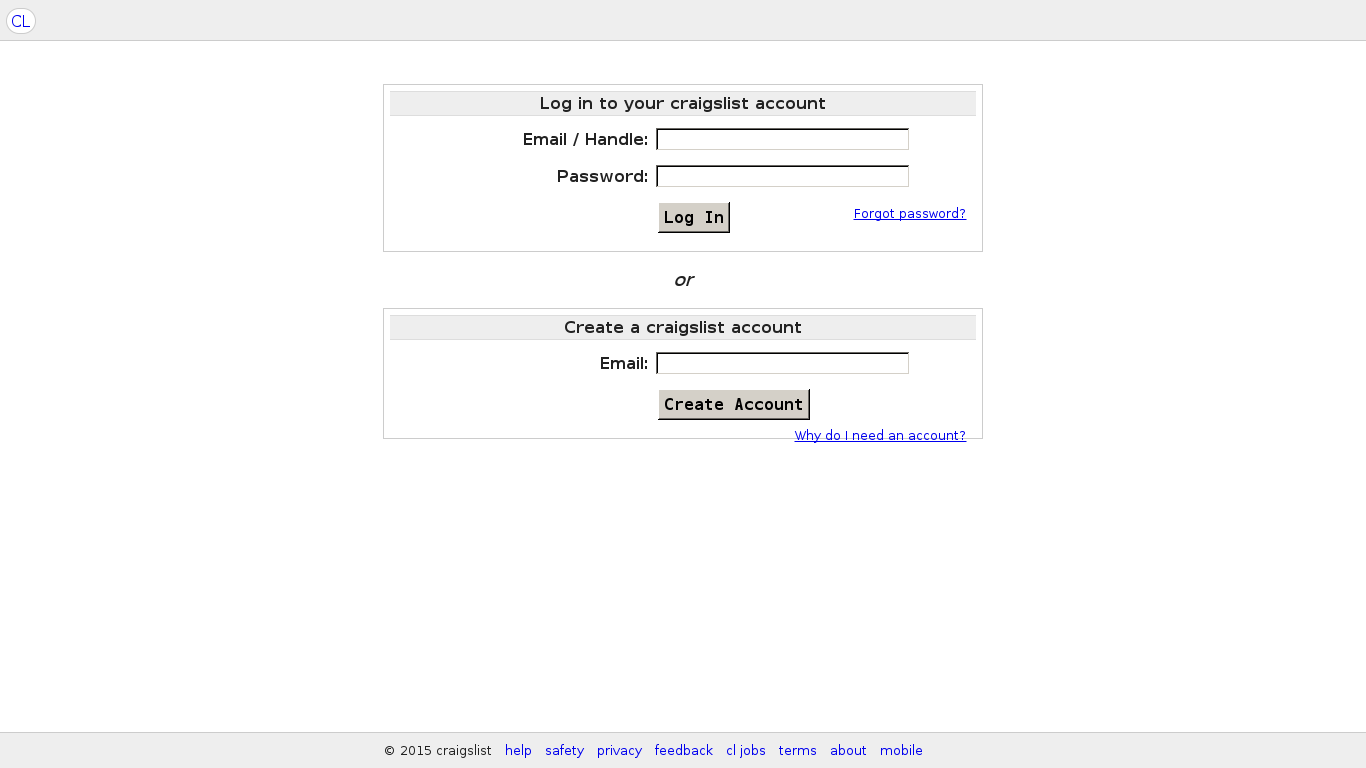 CL
Log in to your craigslist account
Email / Handle:
Password:
Log In Forgot password?
or
Create a craigslist account
Email:
Create Account
Why do I need an account?
© 2015 craigslist help safety privacy feedback cl jobs terms about mobile